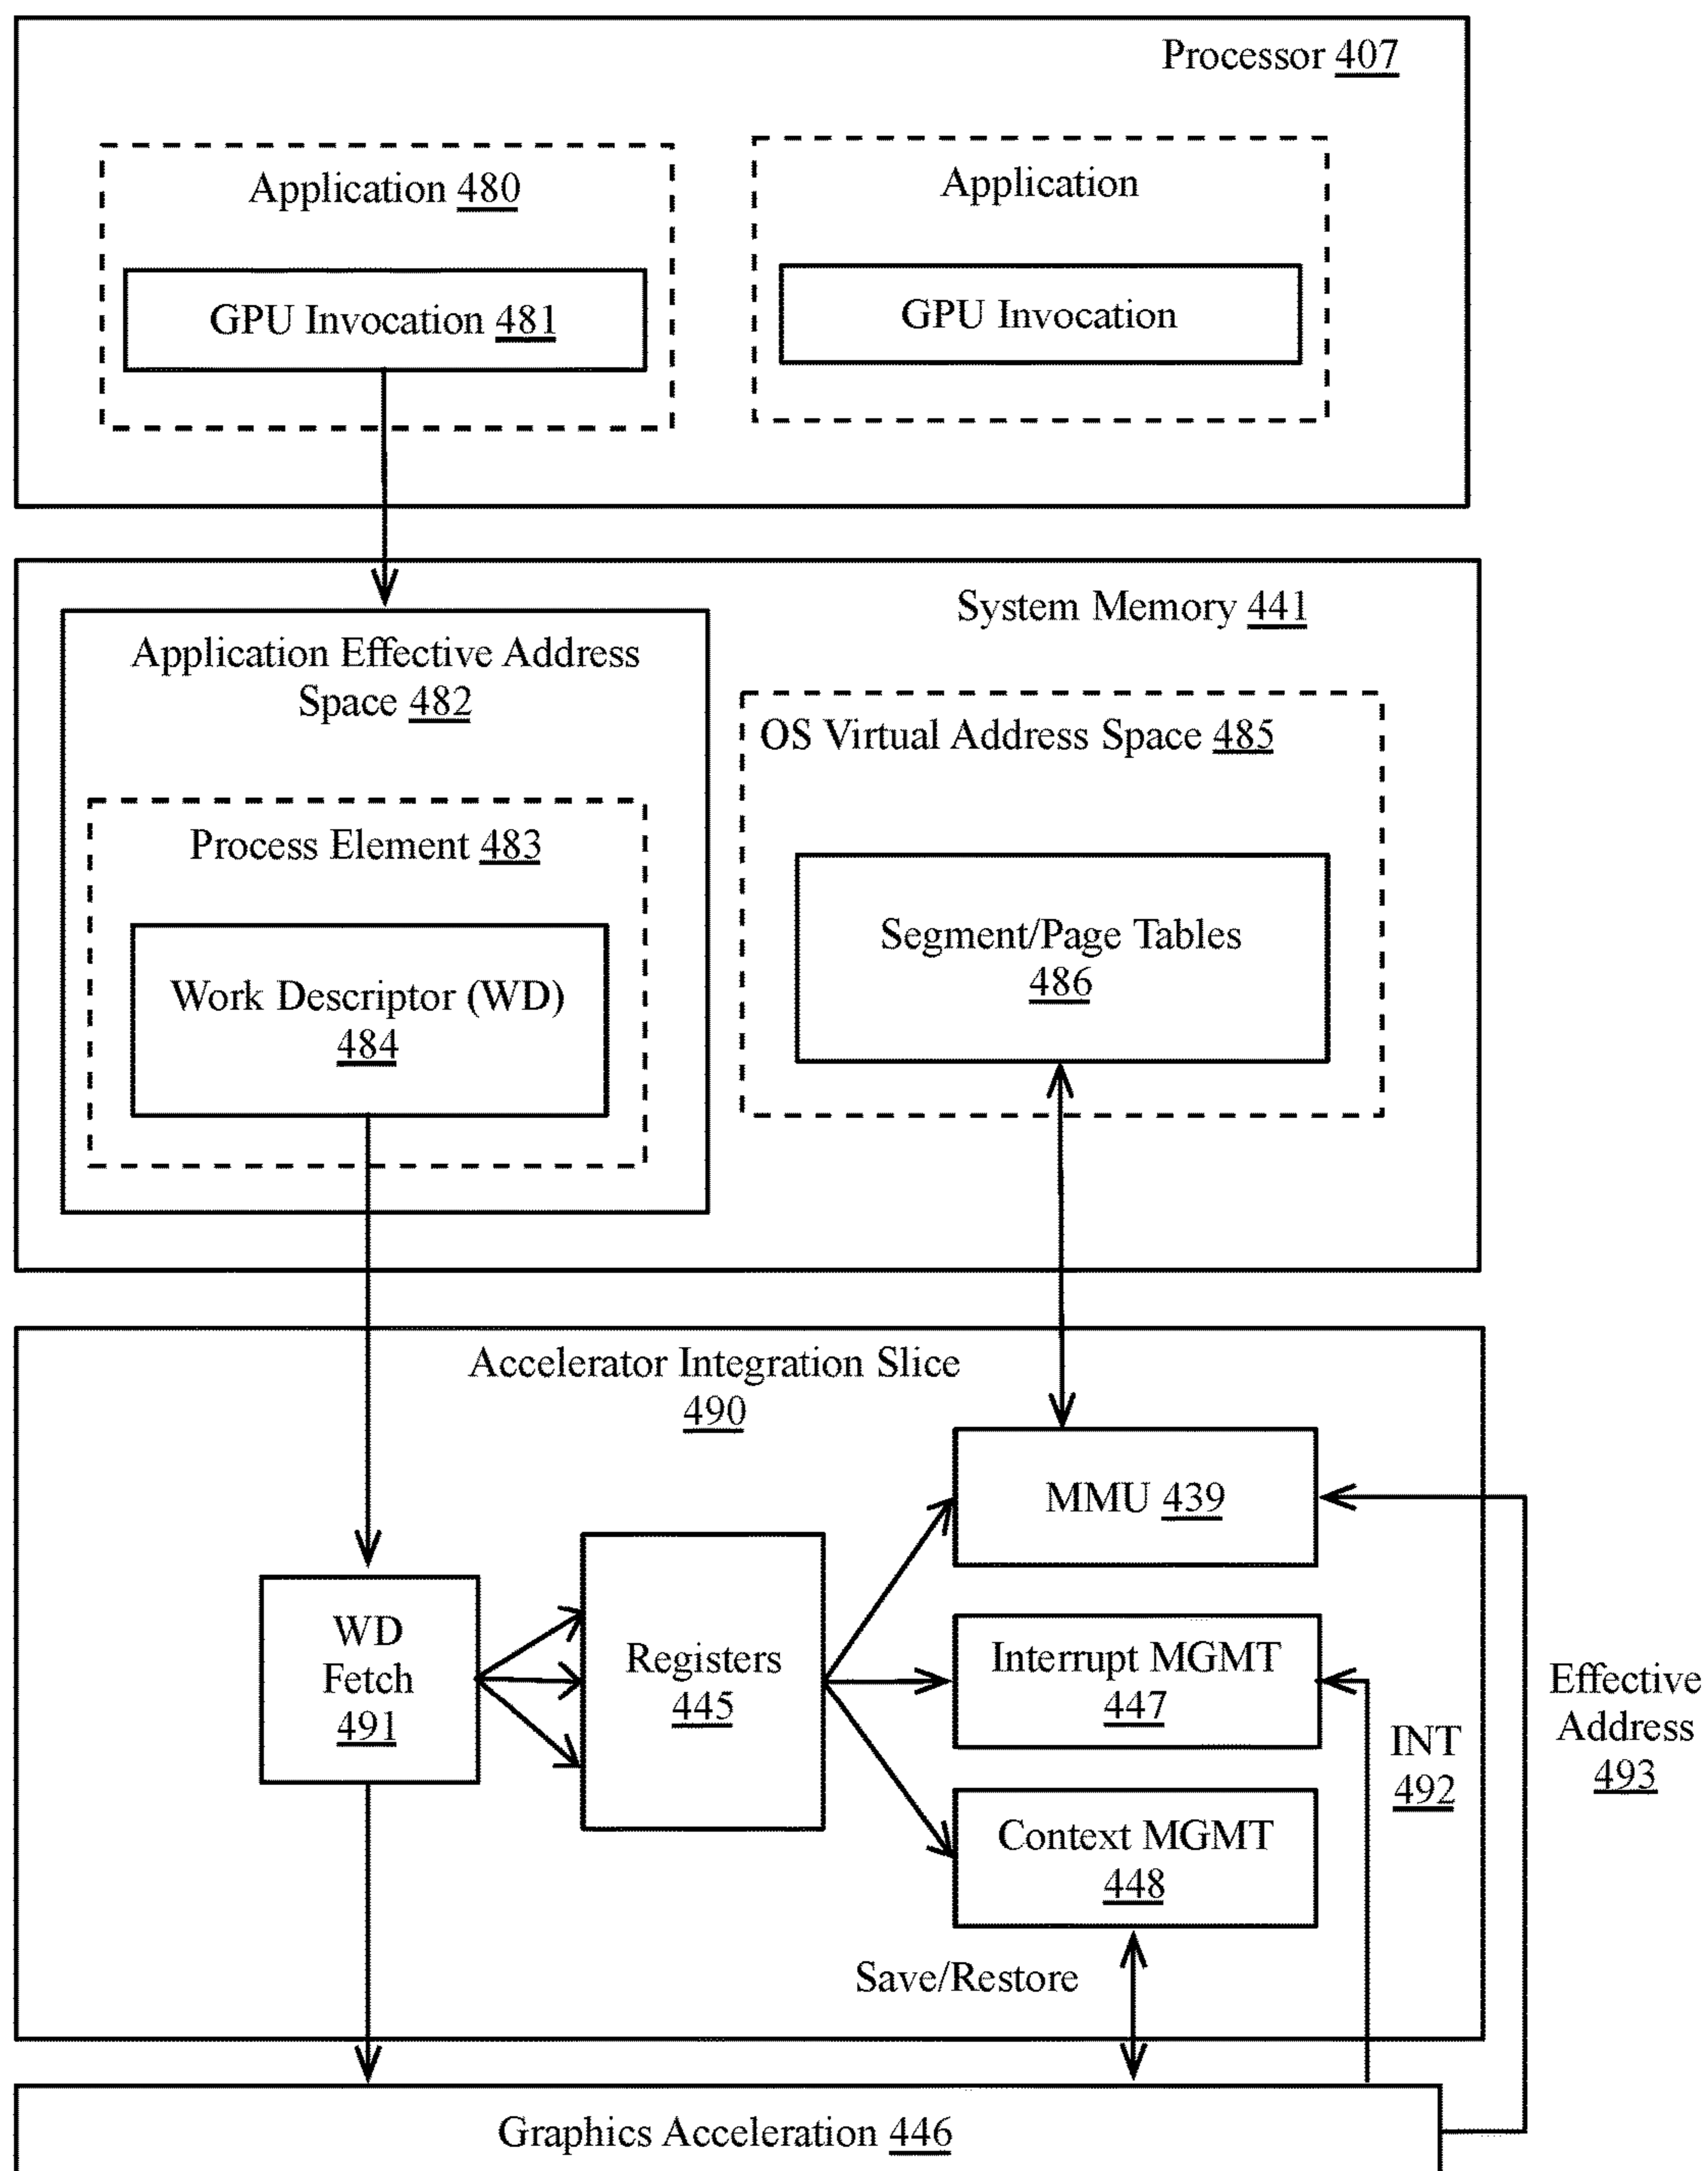 Processor 407
Application 480
Application
GPU Invocation 481
GPU Invocation
System Memory 441
Application Effective Address
Space 482
OS Virtual Address Space 485
Process Element 483
Segment/Page Tables
486
Work Descriptor (WD)
484
Accelerator Integration Slice
490
MMU 439
WD
Fetch
491
Registers
445
Interrupt MGMT
447
Effective
Address
493
INT
492
Context MGMT
448
Save/Restore
Graphics Acceleration 446